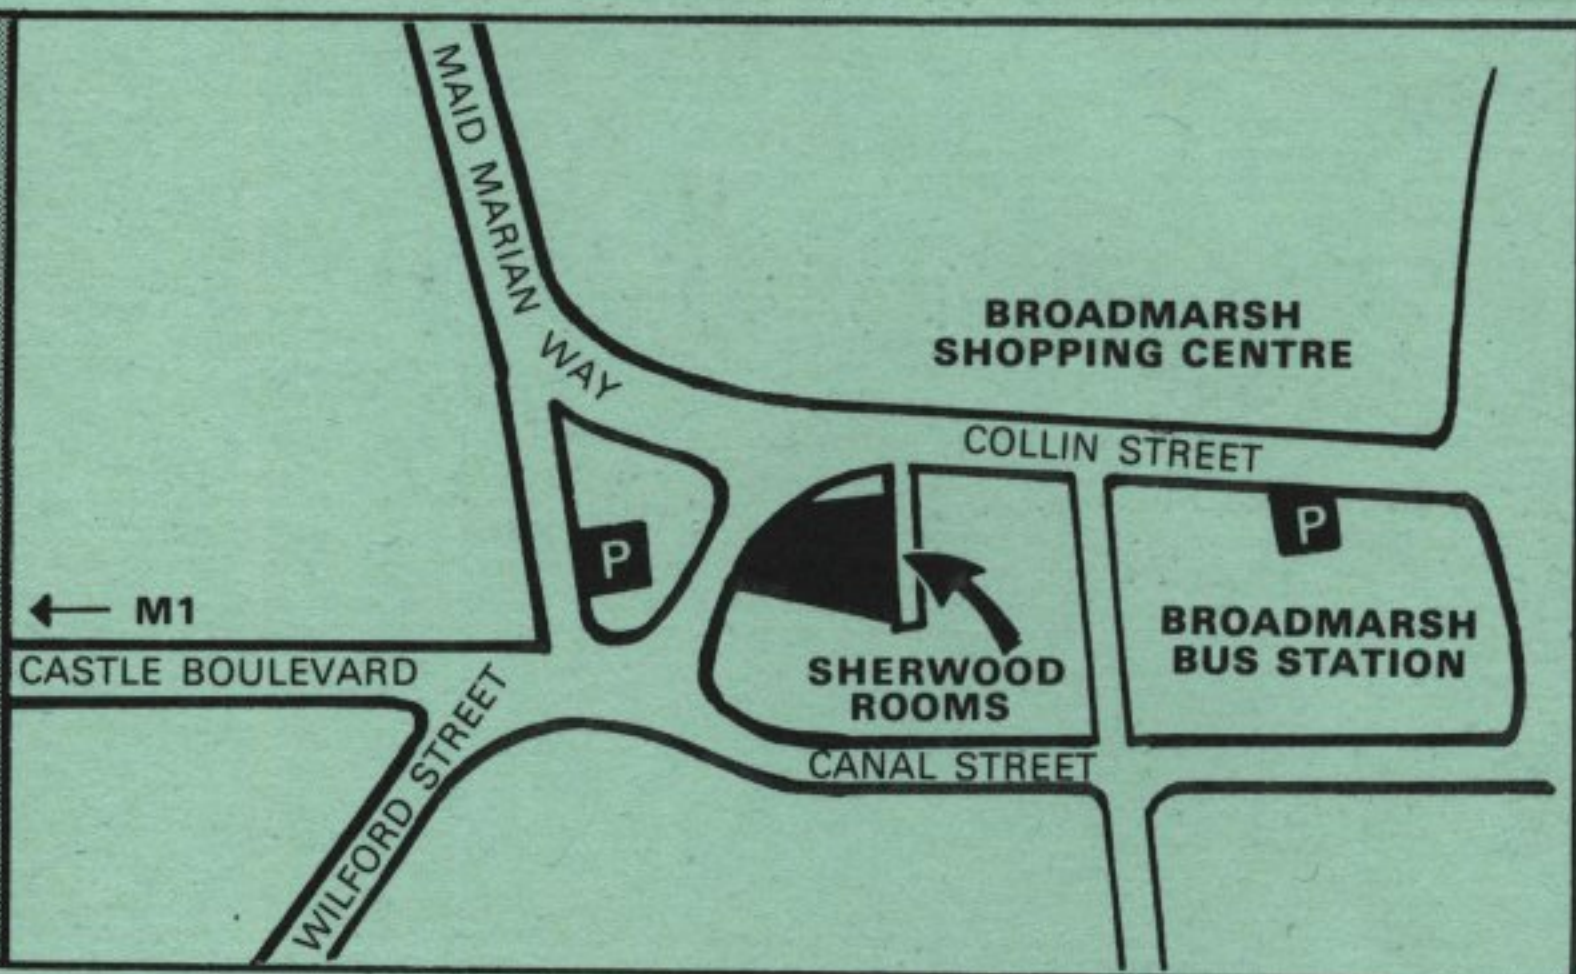 MAID MARIAN WAY
BROADMARSH
SHOPPING CENTRE
COLLIN STREET
P
P
← M1
CASTLE BOULEVARD
SHERWOOD
ROOMS
BROADMARSH
BUS STATION
WILFORD STREET
CANAL STREET